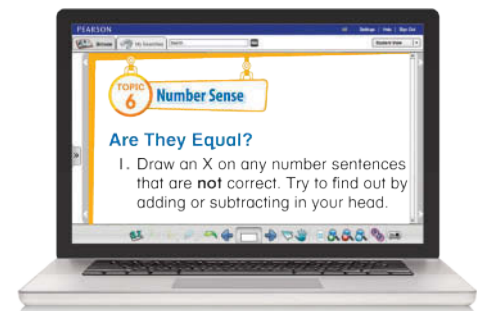 PEARSON
Settings | Help | Sign Out
Browse My Favorites Search...
Student View
TOPIC
6
Number Sense
Are They Equal?
1. Draw an X on any number sentences
that are not correct. Try to find out by
adding or subtracting in your head.